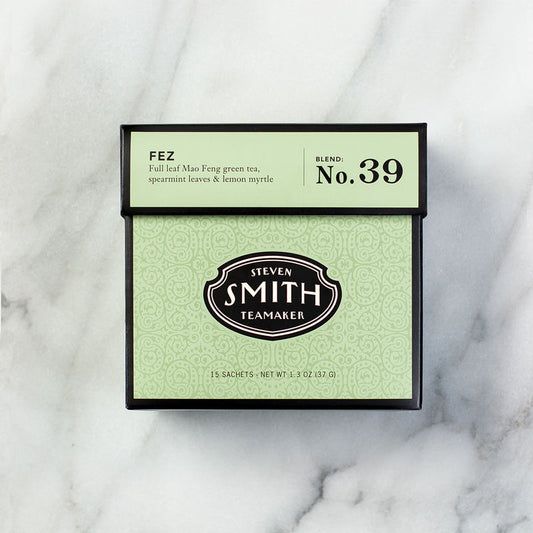 FEZ
Full leaf Mao Feng green tea,
spearmint leaves & lemon myrtle
BLEND:
No. 39
STEVEN
SMITH
TEAMAKER
15 SACHETS - NET WT 1.3 OZ (37 G)